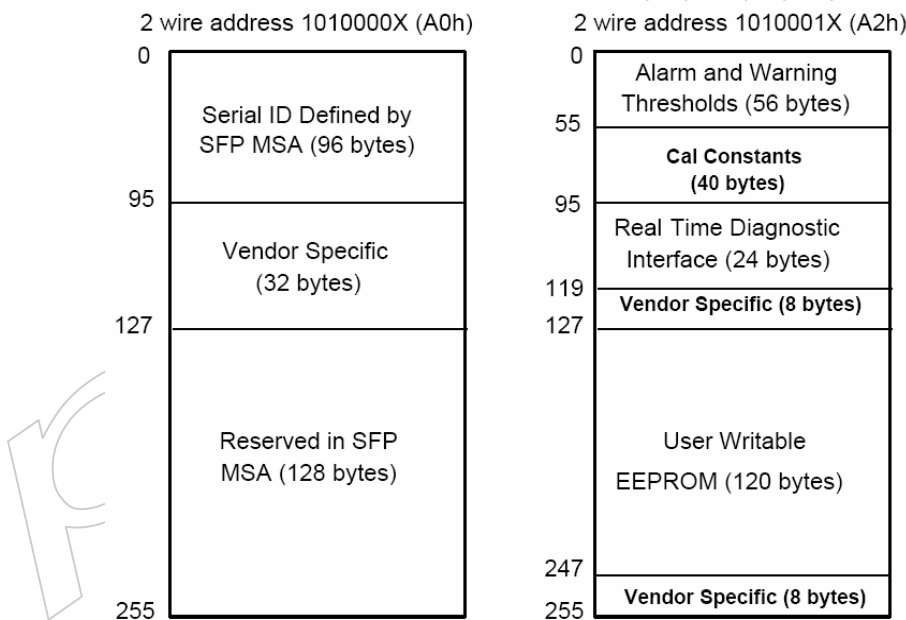 2 wire address 1010000X (A0h)
0
Serial ID Defined by
SFP MSA (96 bytes)
95
Vendor Specific
(32 bytes)
127
Reserved in SFP
MSA (128 bytes)
255
2 wire address 1010001X (A2h)
0
Alarm and Warning
Thresholds (56 bytes)
55
Cal Constants
(40 bytes)
95
Real Time Diagnostic
Interface (24 bytes)
119
Vendor Specific (8 bytes)
127
User Writable
EEPROM (120 bytes)
247
Vendor Specific (8 bytes)
255